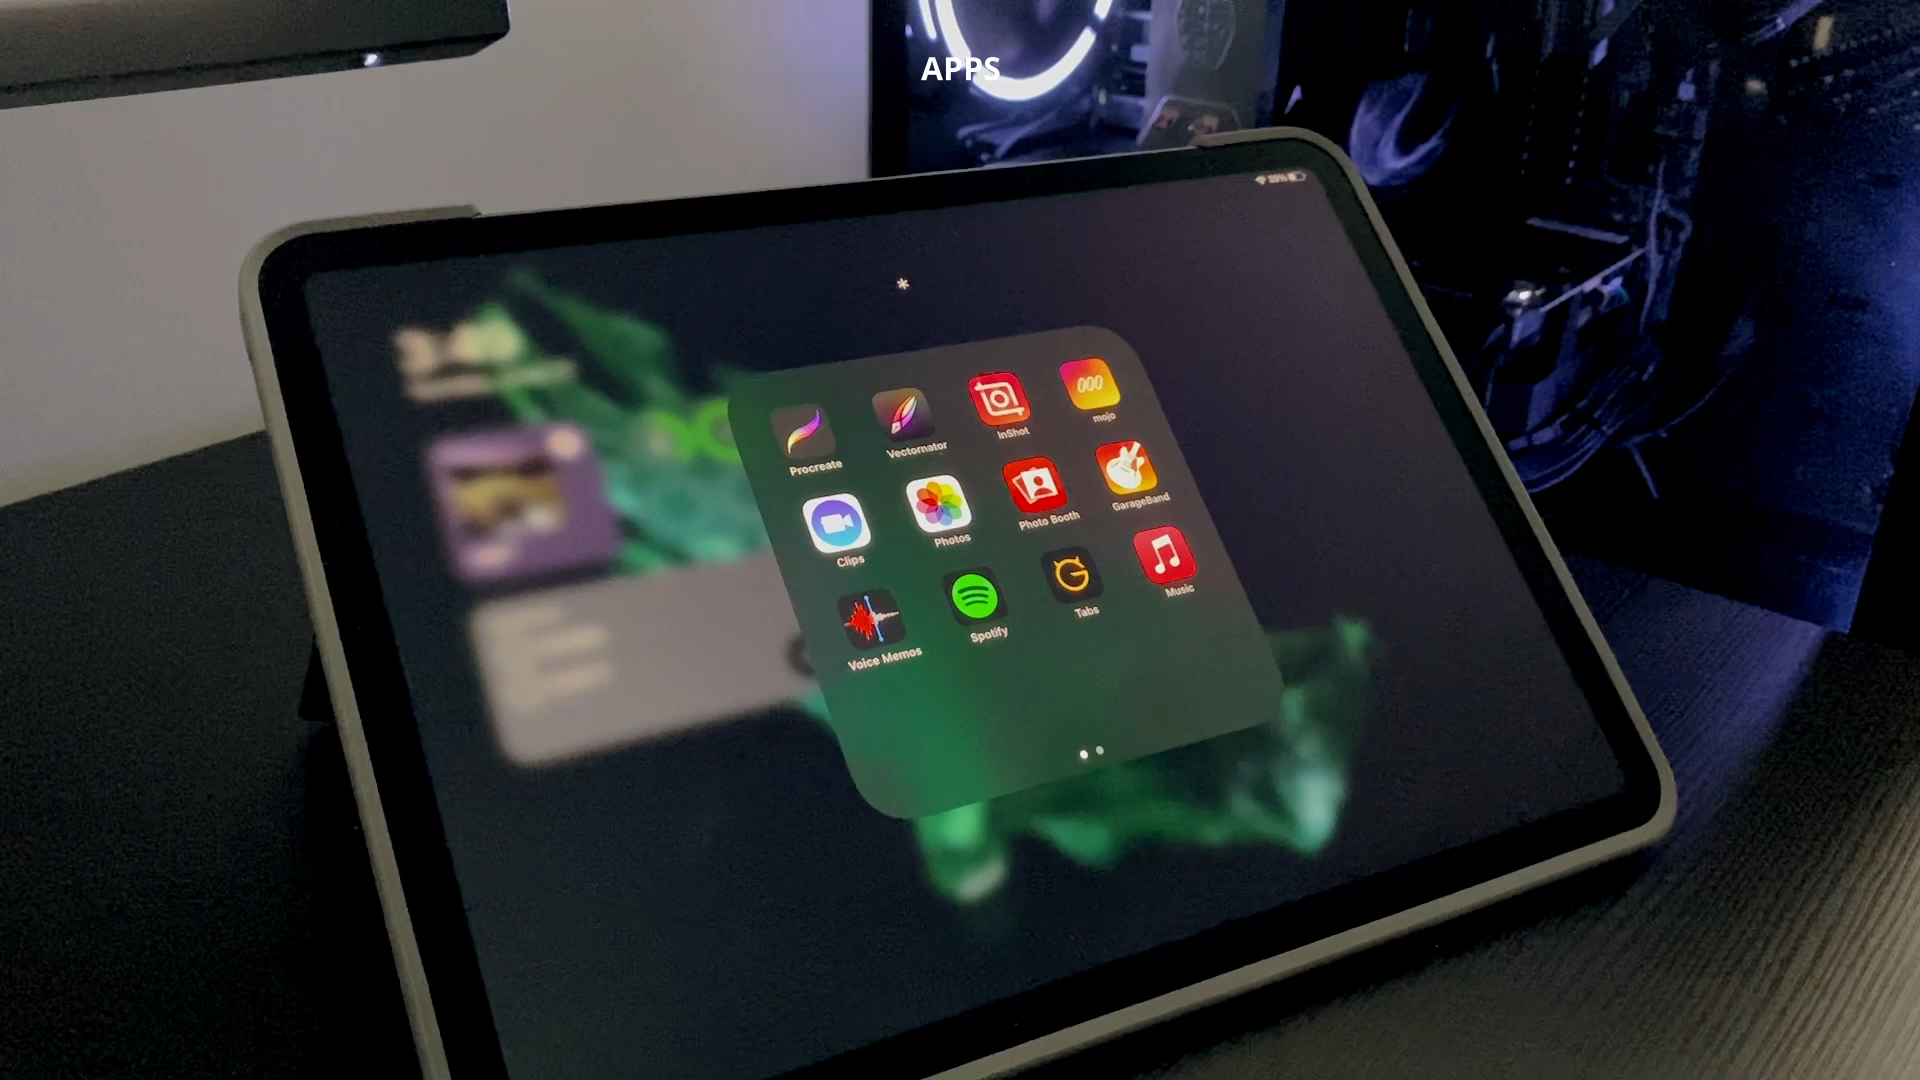 APPS
*
Procreate Vectornator InShot mojo
Clips Photos Photo Booth GarageBand
Voice Memos Spotify Tabs Music